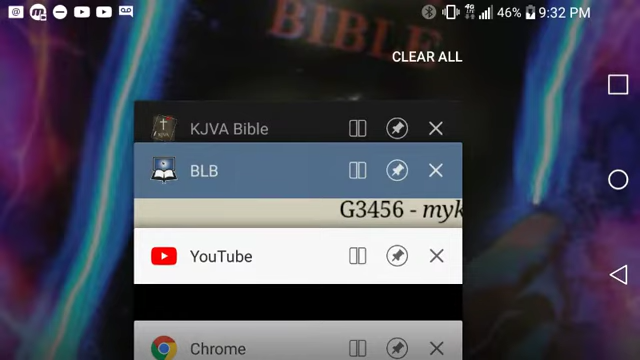 46% 9:32 PM
BIBLE
CLEAR ALL
KJVA Bible
BLB
G3456 - myk
YouTube
Chrome